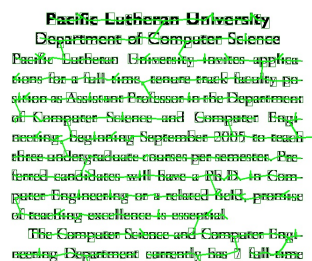 Pacific Lutheran University
Department of Computer Science
Pacific Lutheran University invites applica-
tions for a full-time, tenure track faculty po-
sition as Assistant Professor in the Department
of Computer Science and Computer Engi-
neering, beginning September 2005 to teach
three undergraduate courses per semester. Pre-
ferred candidates will have a Ph.D. in Com-
puter Engineering or a related field, promise
of teaching excellence is essential.
The Computer Science and Computer Engi-
neering Department currently has 7 full-time